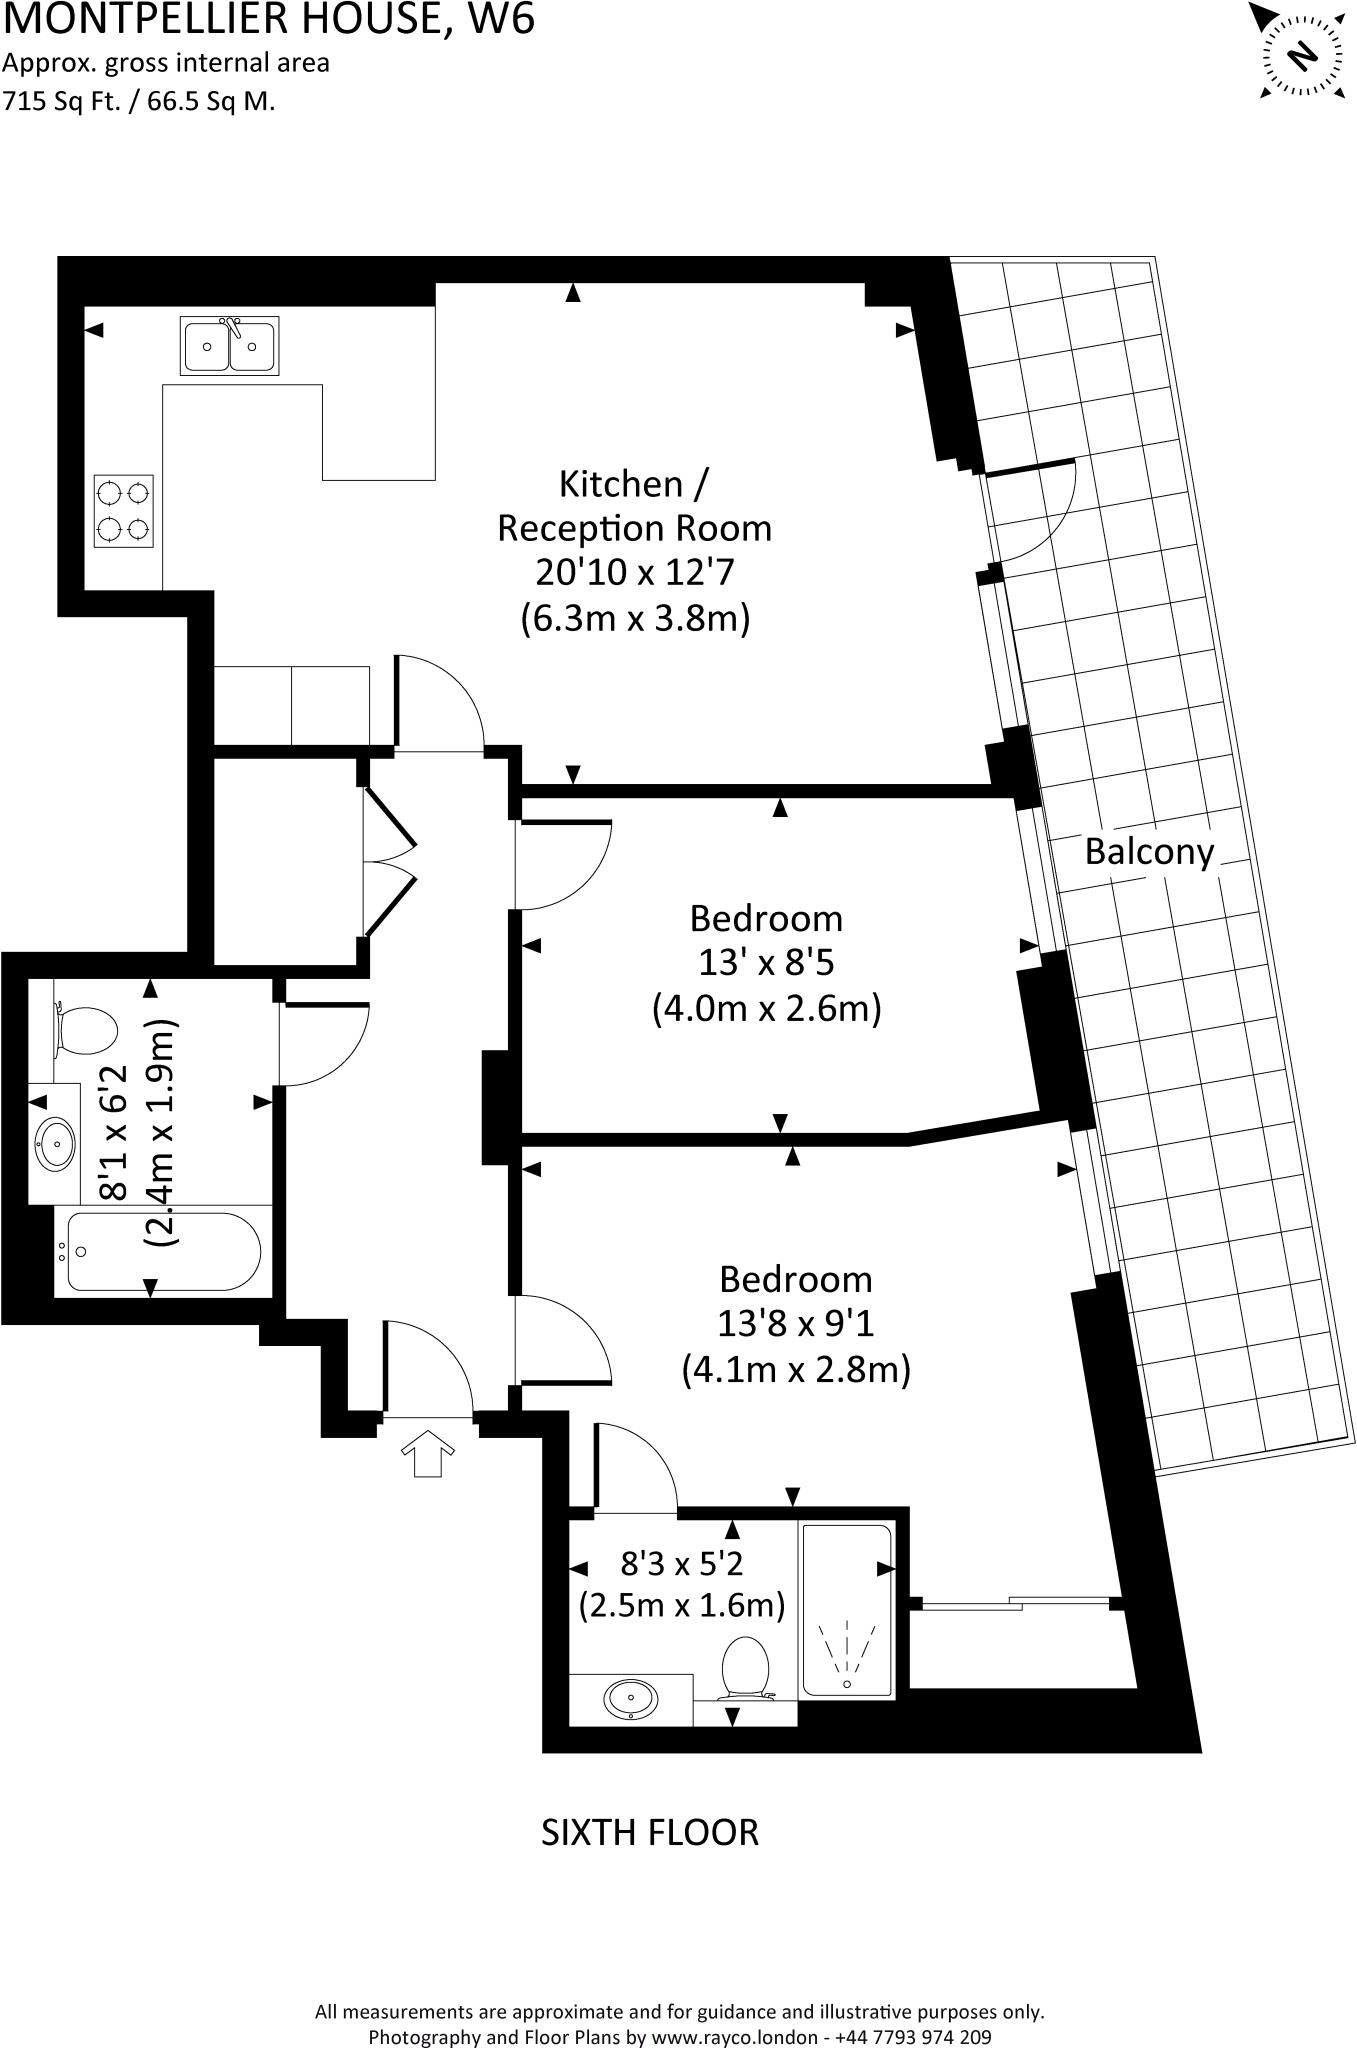 MONTPELLIER HOUSE, W6
Approx. gross internal area
715 Sq Ft. / 66.5 Sq M.
N
Kitchen /
Reception Room
20'10 x 12'7
(6.3m x 3.8m)
Balcony
Bedroom
13' x 8'5
(4.0m x 2.6m)
8'1 x 6'2
(2.4m x 1.9m)
Bedroom
13'8 x 9'1
(4.1m x 2.8m)
8'3 x 5'2
(2.5m x 1.6m)
SIXTH FLOOR
All measurements are approximate and for guidance and illustrative purposes only.
Photography and Floor Plans by www.rayco.london - +44 7793 974 209